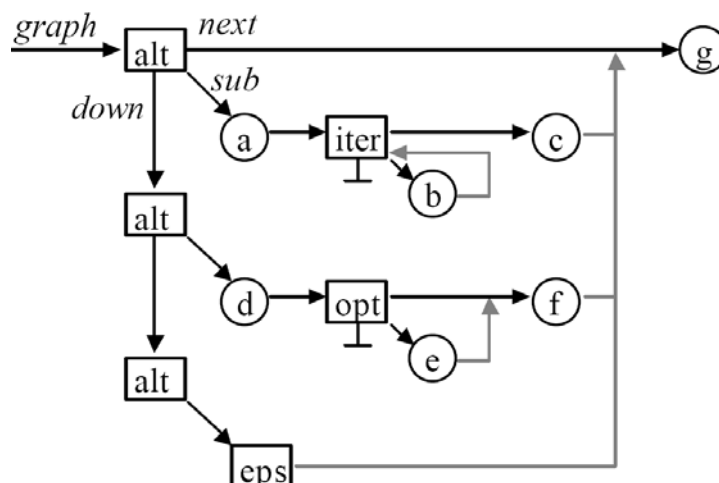 graph alt next g
sub
down
a iter c
b
alt
d opt f
e
alt
eps